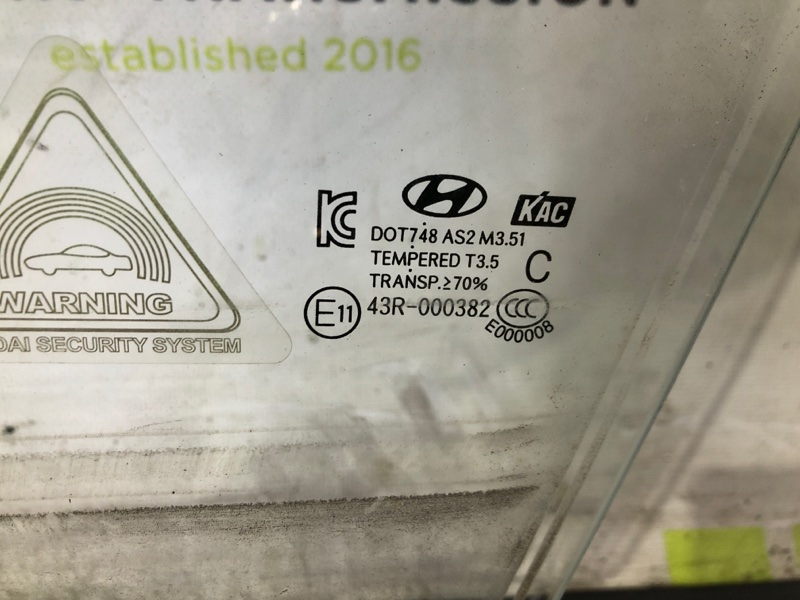 established 2016
WARNING
DAI SECURITY SYSTEM
KC
KAC
DOT748 AS2 M3.51
TEMPERED T3.5
C
TRANSP.≥70%
E11
43R-000382
CCC
E000008